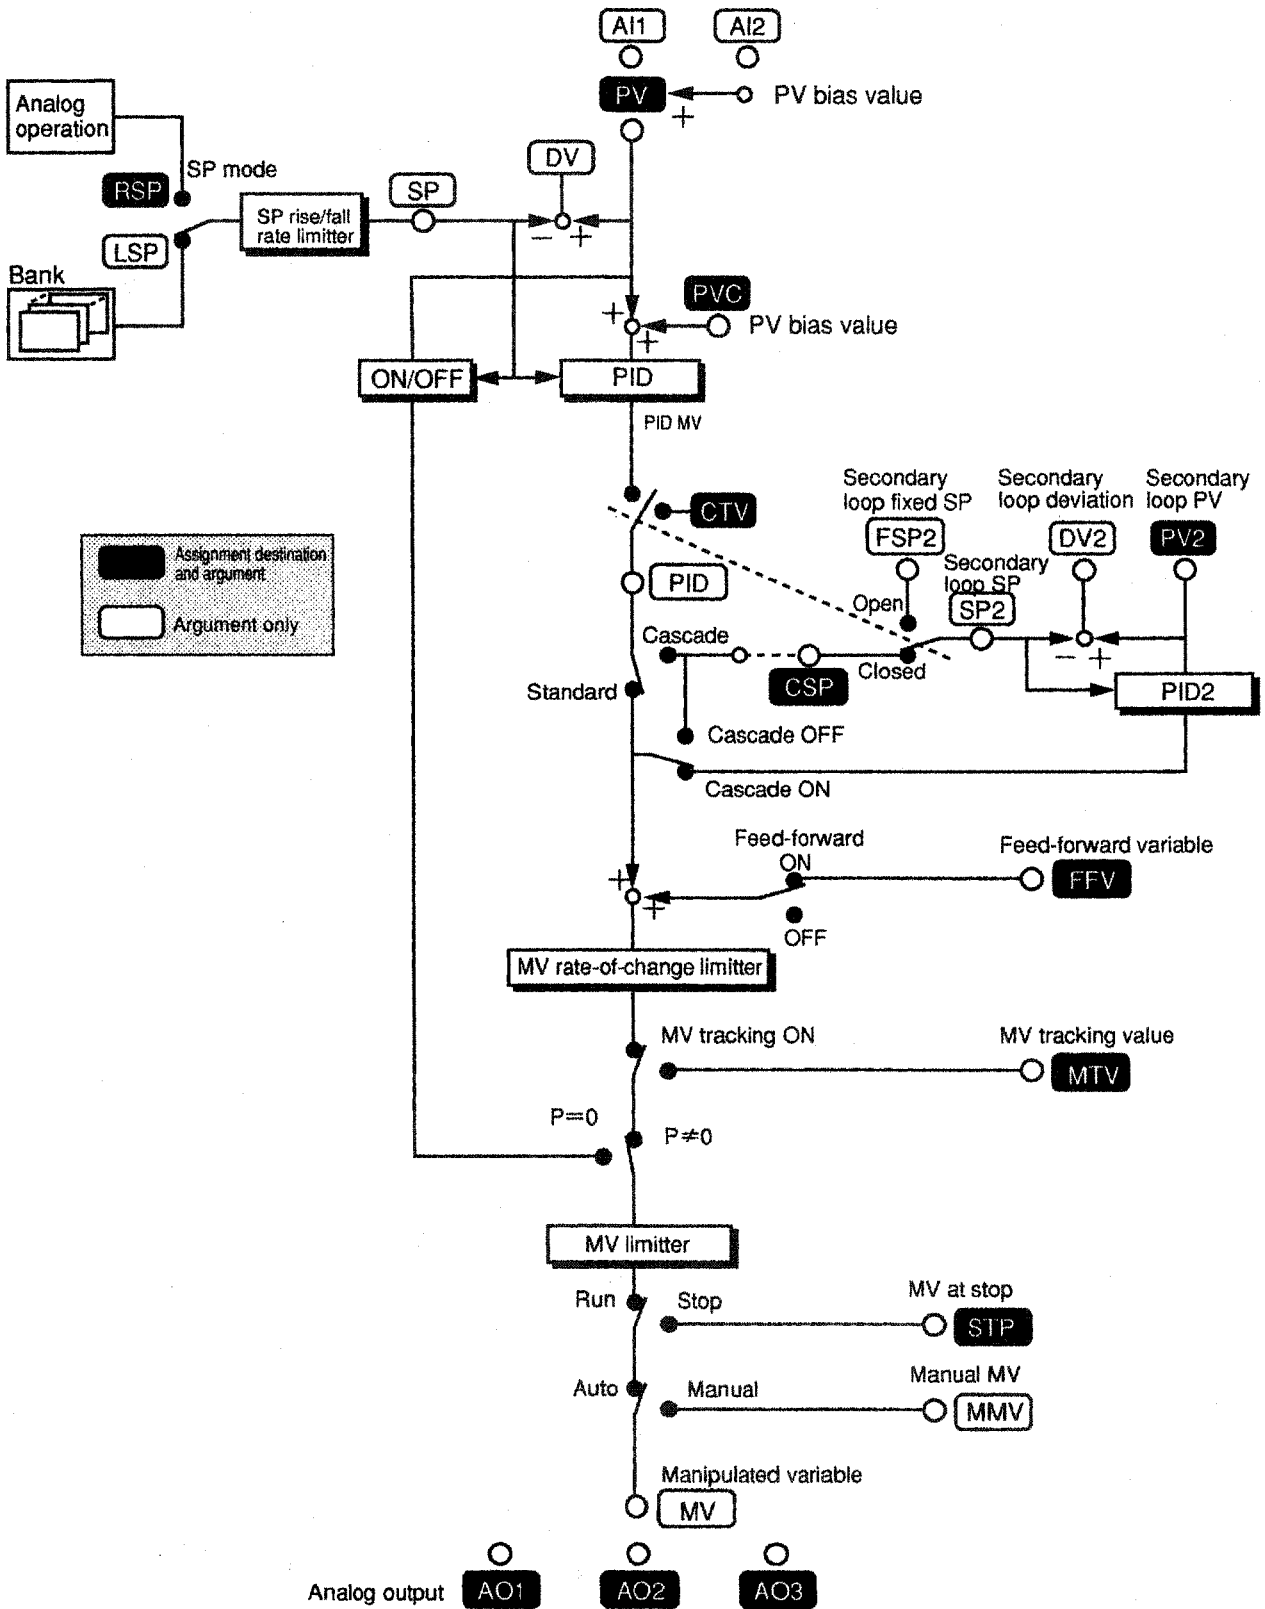 AI1
AI2
PV
+
PV bias value
Analog
operation
SP mode
RSP
LSP
Bank
SP rise/fall
rate limitter
SP
DV
− +
PVC
+
+
PV bias value
ON/OFF
PID
PID MV
CTV
Secondary
loop fixed SP
FSP2
Secondary
loop deviation
DV2
Secondary
loop PV
PV2
Assignment destination
and argument
Argument only
PID
Secondary
loop SP
SP2
Open
Cascade
CSP
Closed
− +
PID2
Standard
Cascade OFF
Cascade ON
Feed-forward
ON
OFF
Feed-forward variable
FFV
+
+
MV rate-of-change limitter
MV tracking ON
MV tracking value
MTV
P=0
P≠0
MV limitter
Run
Stop
MV at stop
STP
Auto
Manual
Manual MV
MMV
Manipulated variable
MV
Analog output
AO1
AO2
AO3